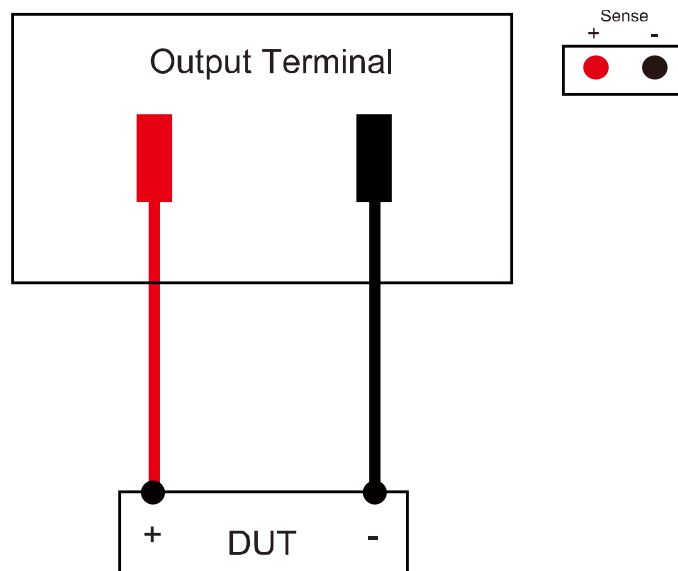 Output Terminal
Sense
+ -
+ DUT -